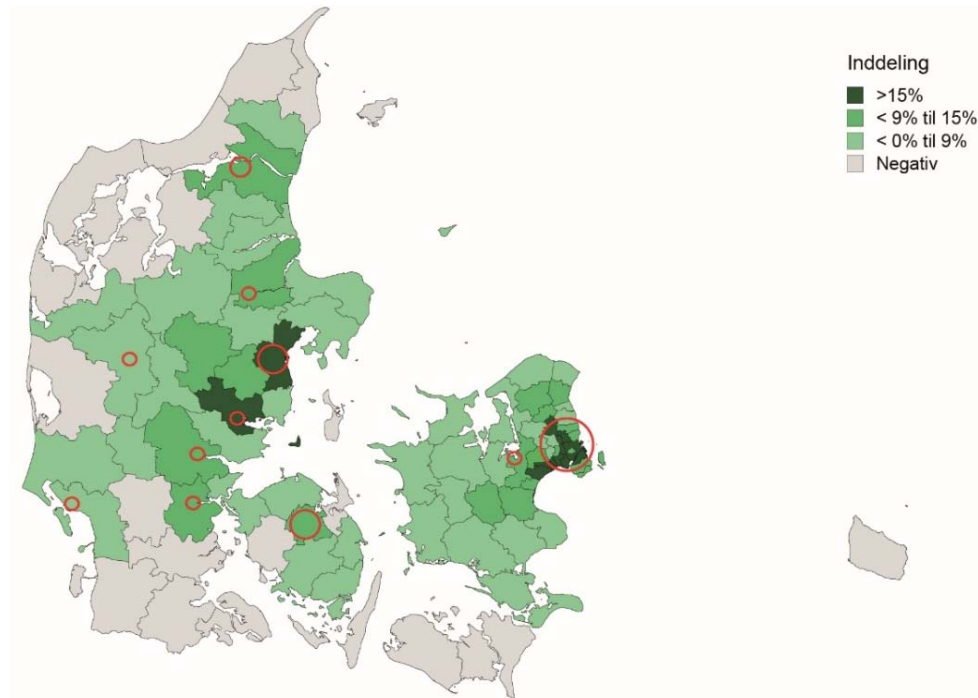 Inddeling
>15%
< 9% til 15%
< 0% til 9%
Negativ